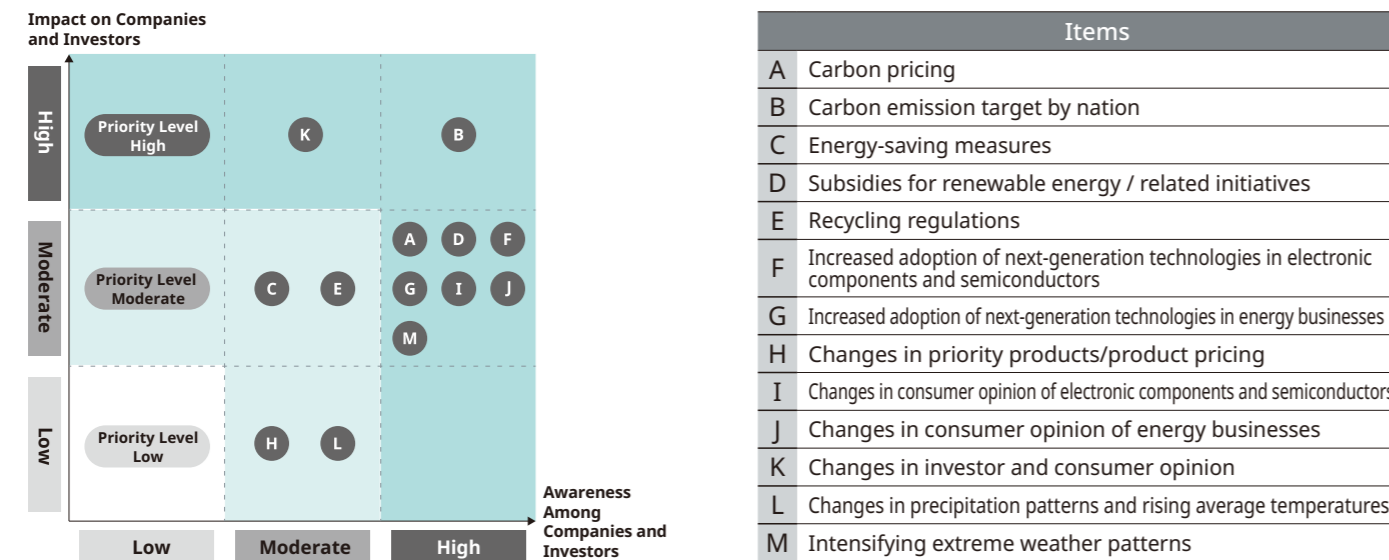 Impact on Companies
and Investors
High
Priority Level
High
K
B
Moderate
Priority Level
Moderate
A
D
F
C
E
G
I
J
M
Low
Priority Level
Low
H
L
Awareness
Among
Companies and
Investors
Low
Moderate
High
Items
A Carbon pricing
B Carbon emission target by nation
C Energy-saving measures
D Subsidies for renewable energy / related initiatives
E Recycling regulations
F Increased adoption of next-generation technologies in electronic
components and semiconductors
G Increased adoption of next-generation technologies in energy businesses
H Changes in priority products/product pricing
I Changes in consumer opinion of electronic components and semiconductors
J Changes in consumer opinion of energy businesses
K Changes in investor and consumer opinion
L Changes in precipitation patterns and rising average temperatures
M Intensifying extreme weather patterns